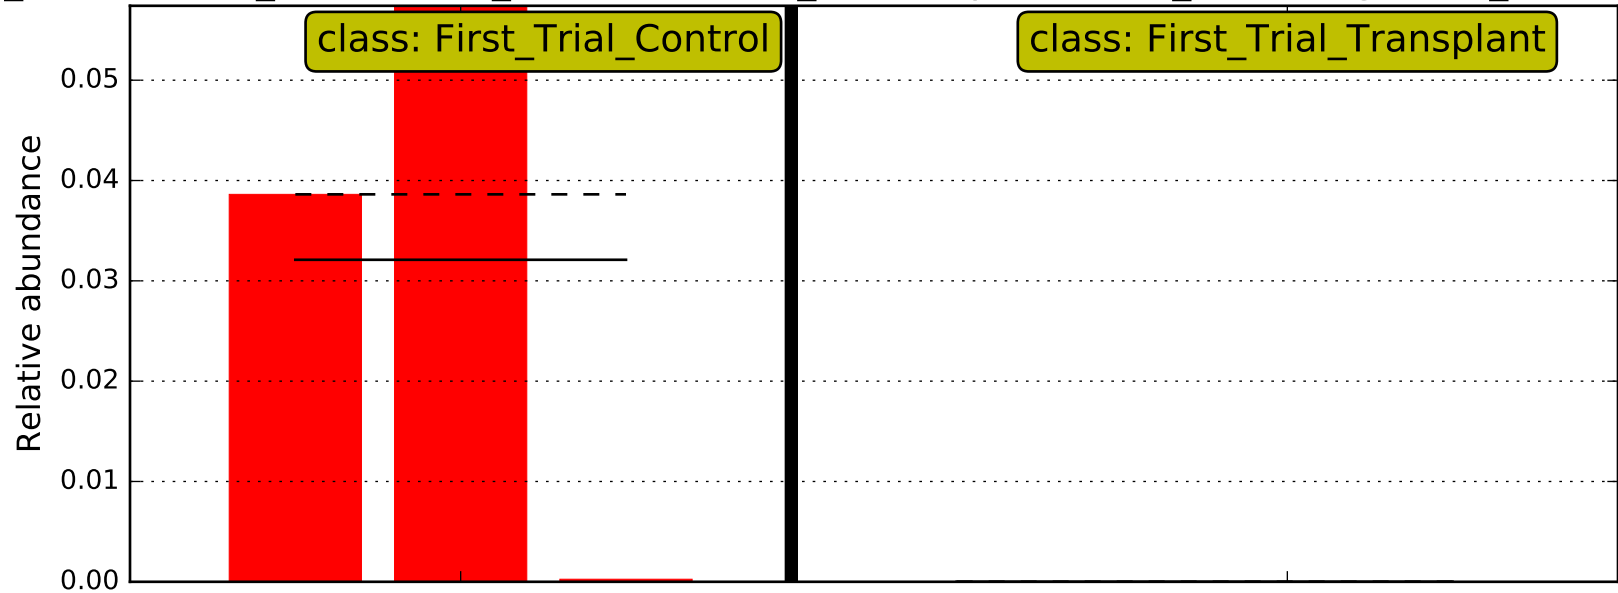 class: First_Trial_Control
class: First_Trial_Transplant
Relative abundance
0.05
0.04
0.03
0.02
0.01
0.00